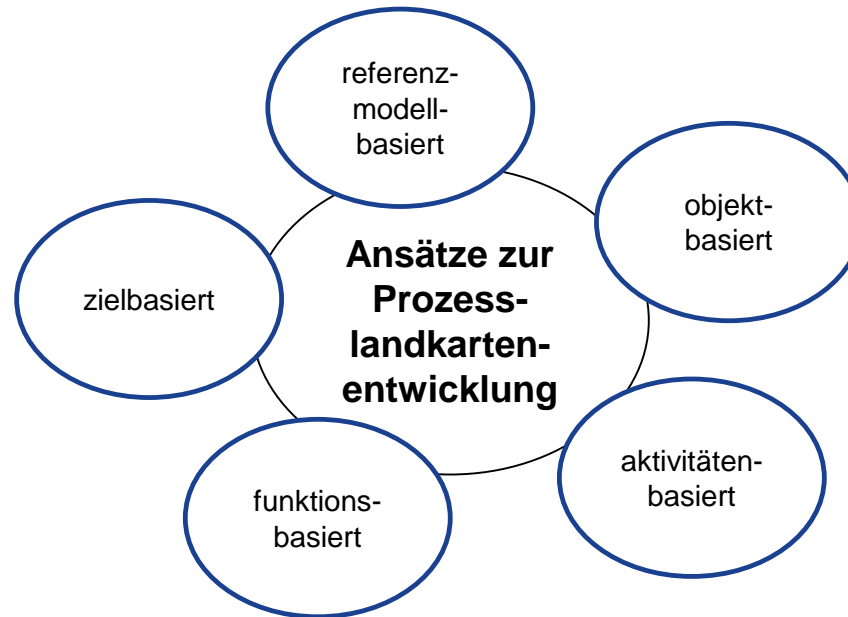 referenz-
modell-
basiert
objekt-
basiert
Ansätze zur
Prozess-
landkarten-
entwicklung
zielbasiert
aktivitäten-
basiert
funktions-
basiert